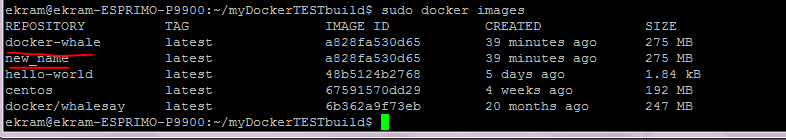 ekram@ekram-ESPRIMO-P9900:~/myDockerTESTbuild$ sudo docker images
REPOSITORY TAG IMAGE ID CREATED SIZE
docker-whale latest a828fa530d65 39 minutes ago 275 MB
new_name latest a828fa530d65 39 minutes ago 275 MB
hello-world latest 48b5124b2768 5 days ago 1.84 kB
centos latest 67591570dd29 4 weeks ago 192 MB
docker/whalesay latest 6b362a9f73eb 20 months ago 247 MB
ekram@ekram-ESPRIMO-P9900:~/myDockerTESTbuild$